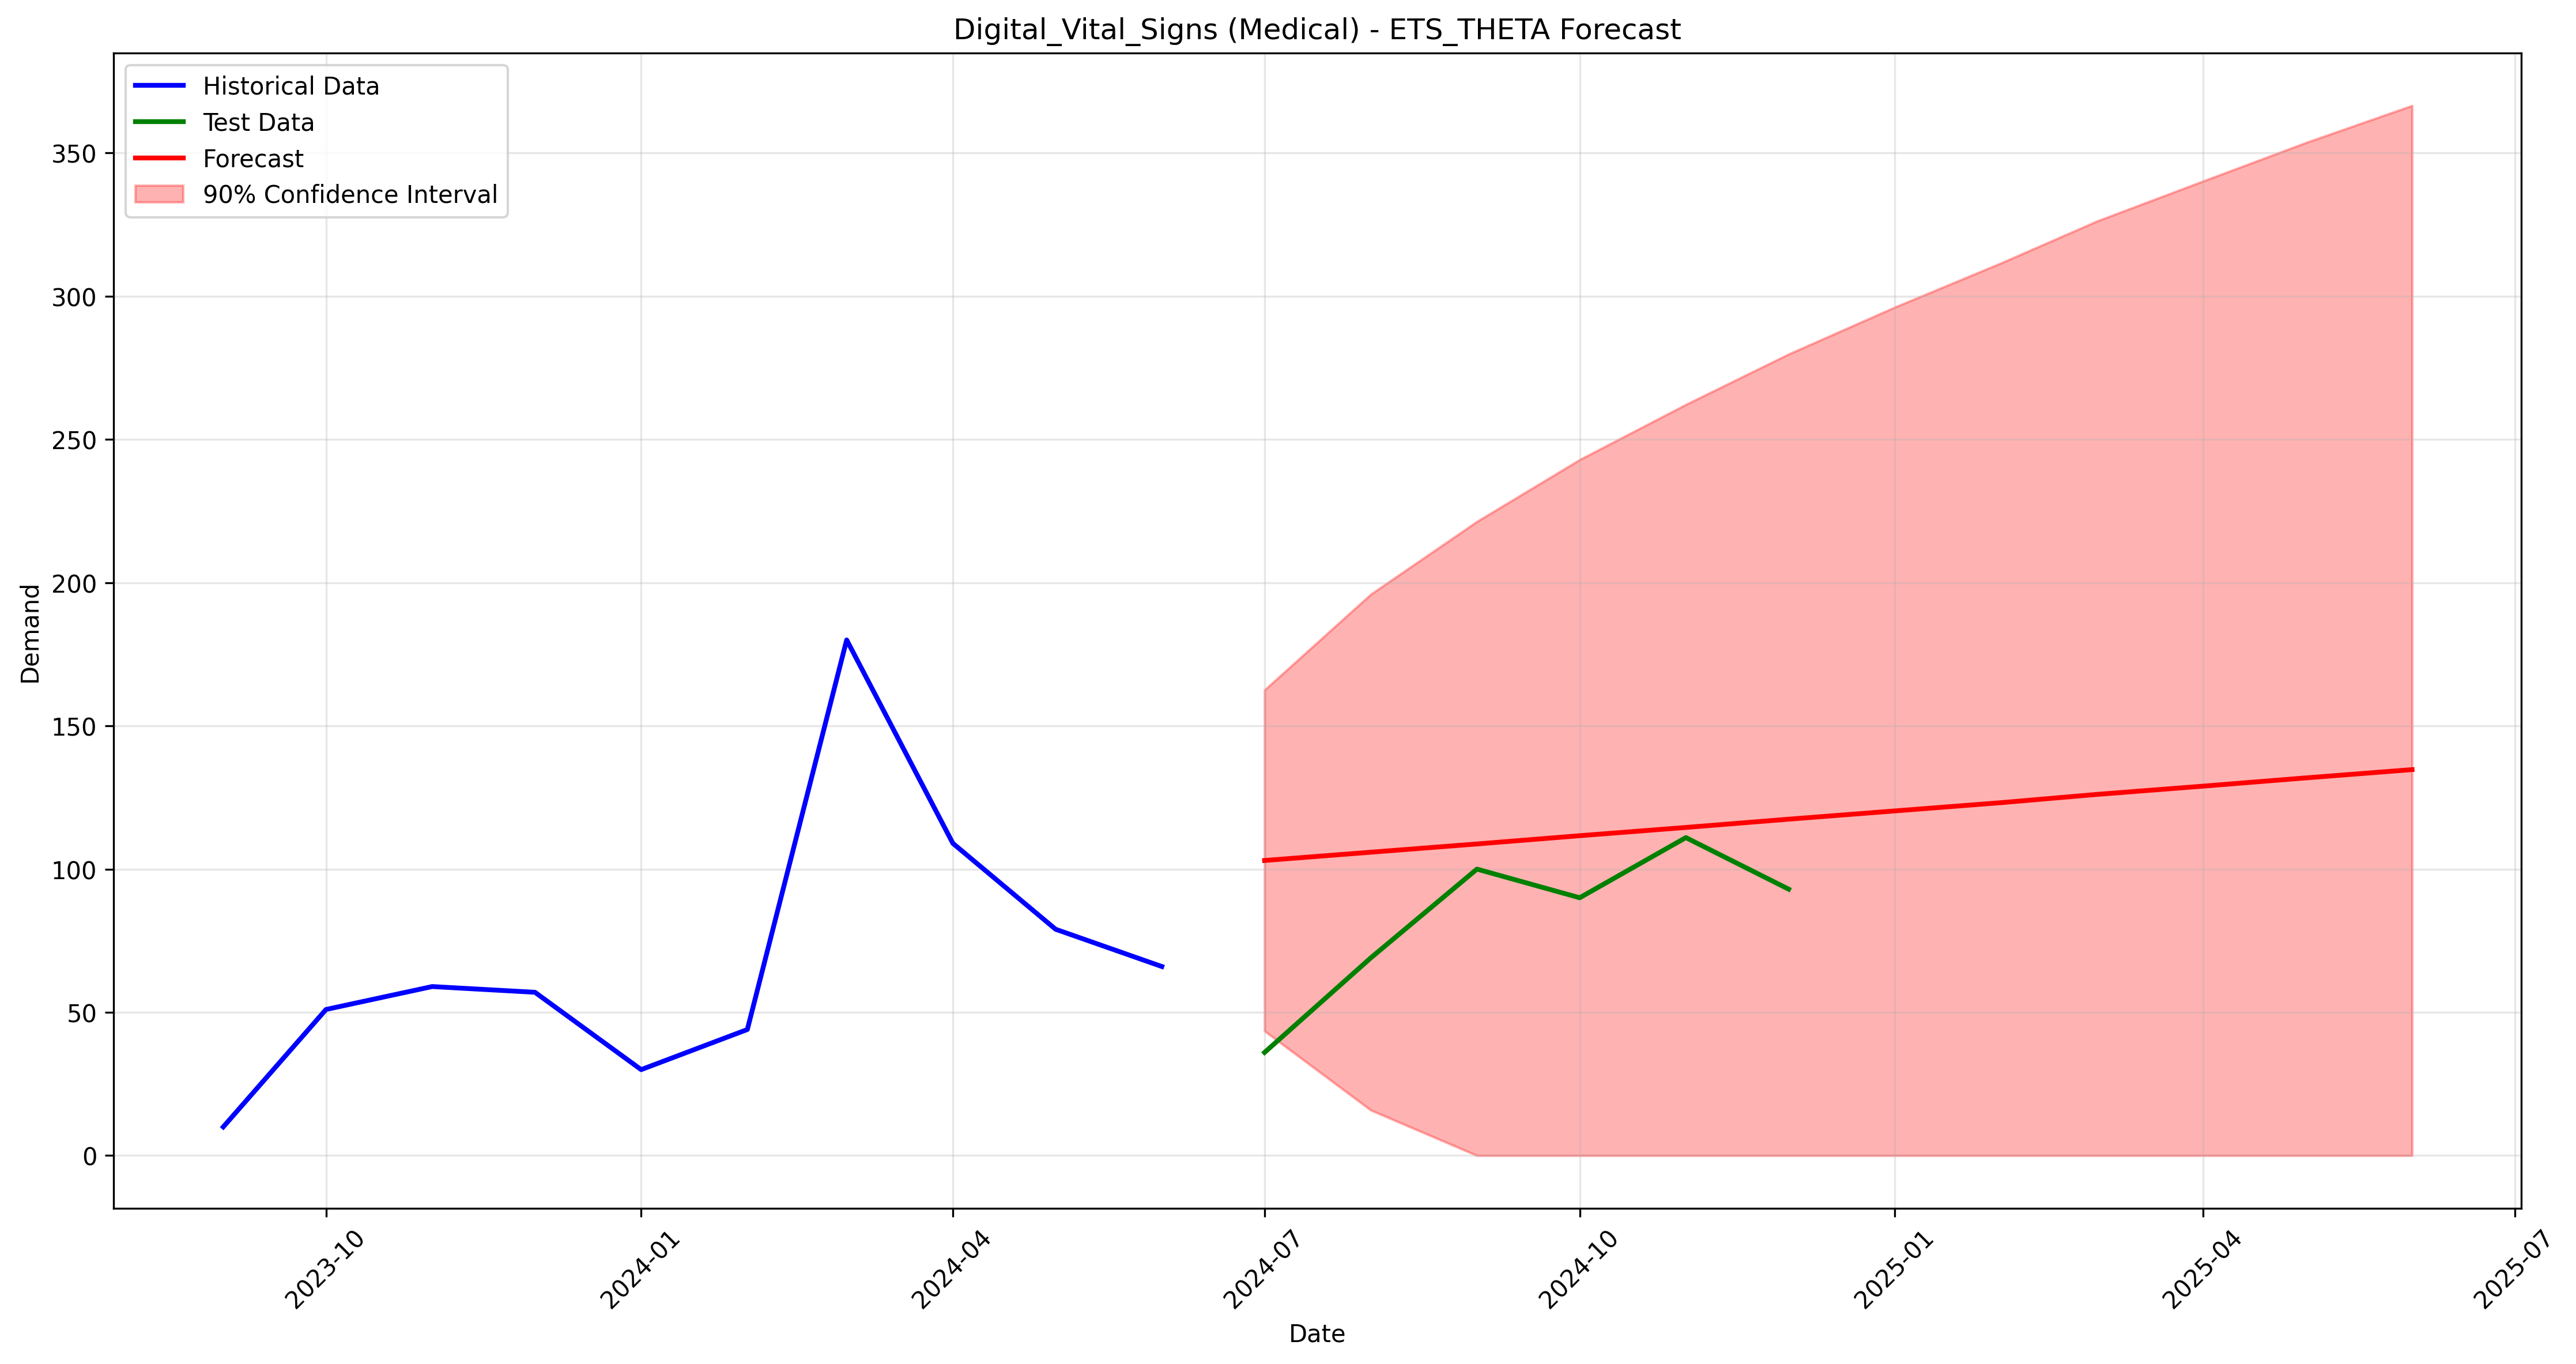 Digital_Vital_Signs (Medical) - ETS_THETA Forecast
Historical Data
Test Data
Forecast
90% Confidence Interval
350
300
250
200
150
100
50
0
Demand
2023-10
2024-01
2024-04
2024-07
2024-10
2025-01
2025-04
2025-07
Date